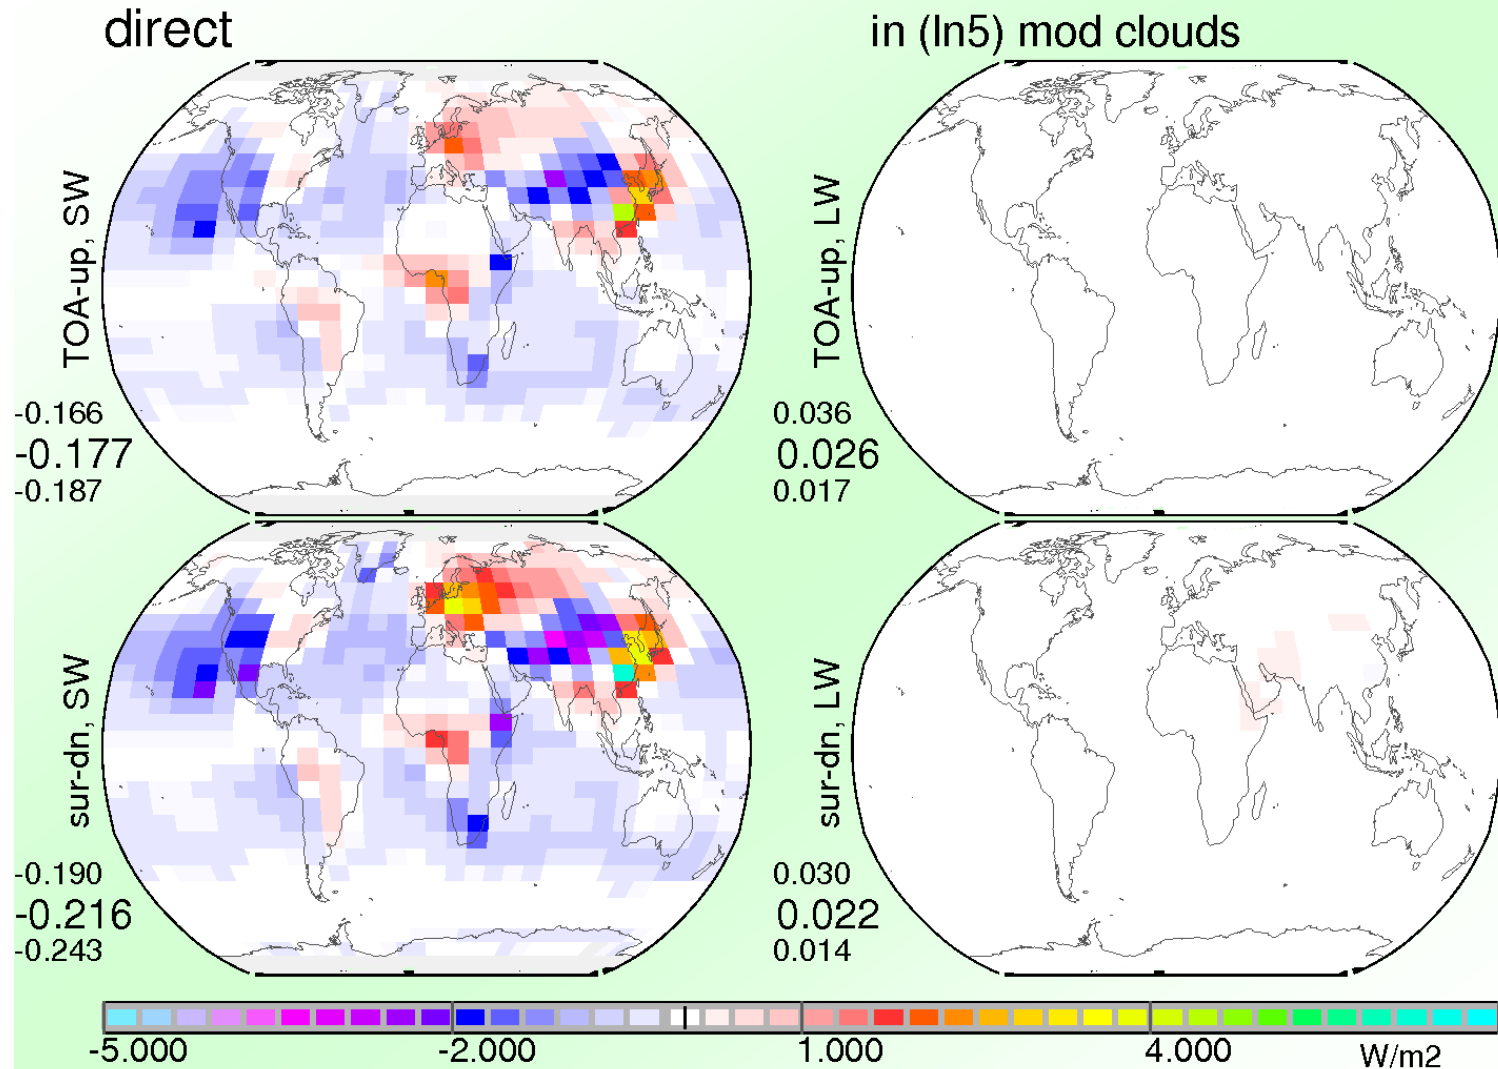 direct
in (ln5) mod clouds
TOA-up, SW
-0.166
-0.177
-0.187
TOA-up, LW
0.036
0.026
0.017
sur-dn, SW
-0.190
-0.216
-0.243
sur-dn, LW
0.030
0.022
0.014
-5.000 -2.000 1.000 4.000 W/m2